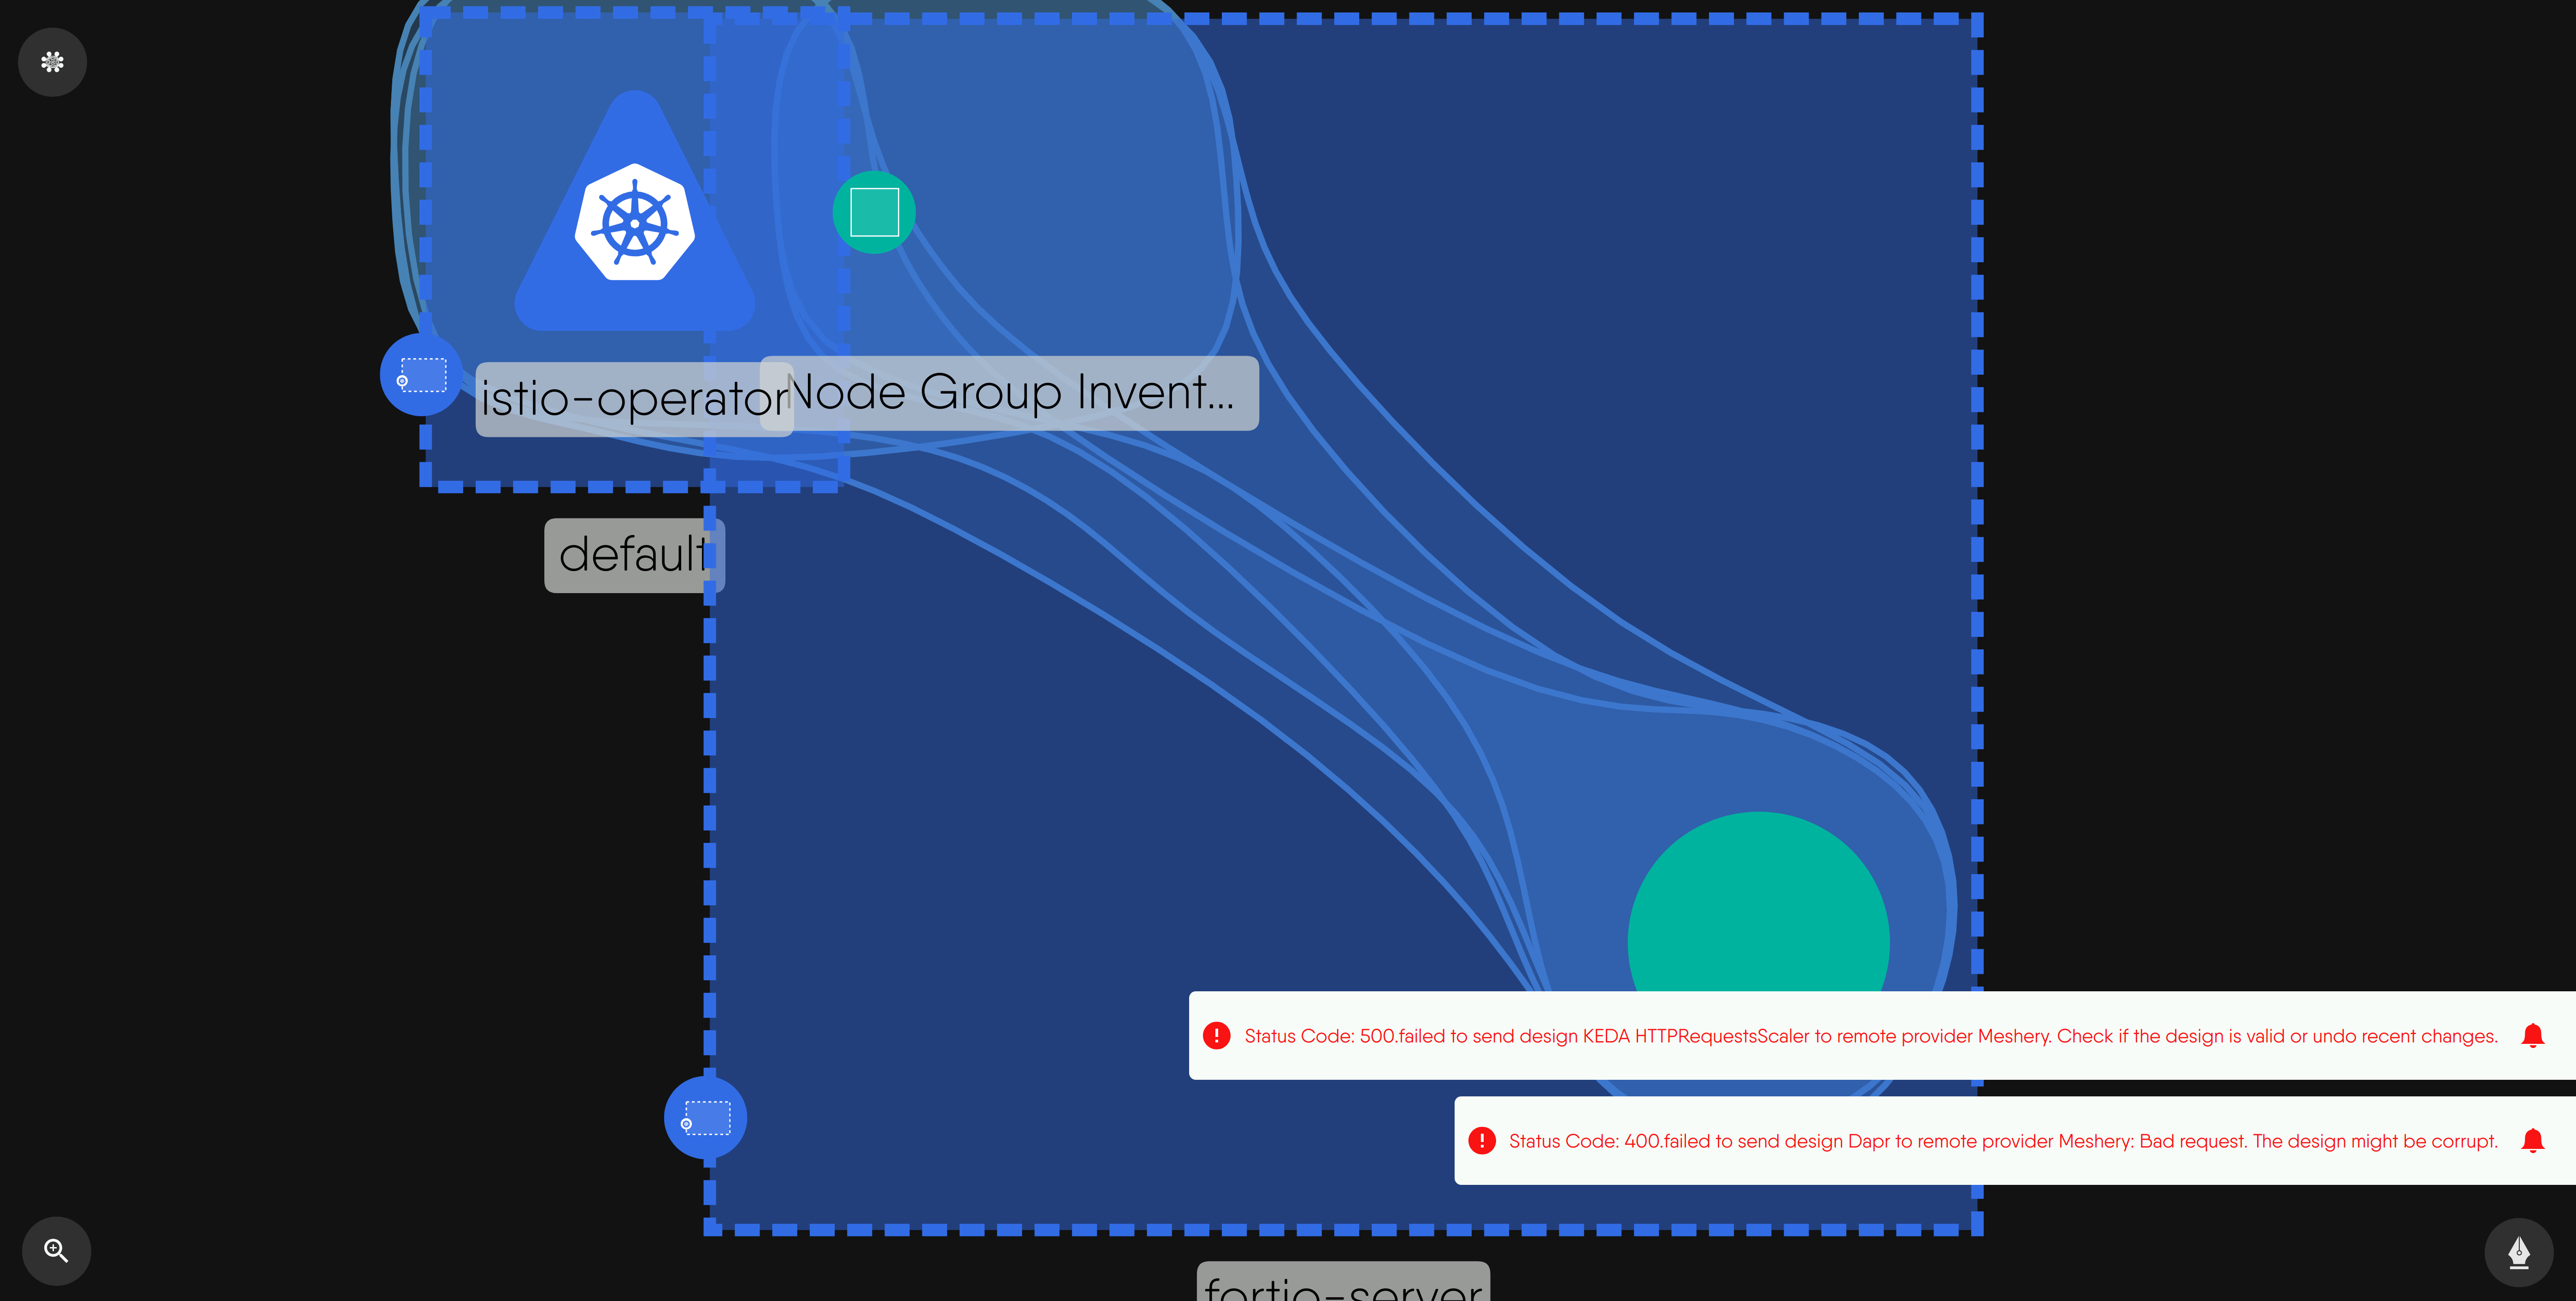 istio-operator
Node Group Invent...
default
Status Code: 500.failed to send design KEDA HTTPRequestsScaler to remote provider Meshery. Check if the design is valid or undo recent changes.
Status Code: 400.failed to send design Dapr to remote provider Meshery: Bad request. The design might be corrupt.
fortio-server